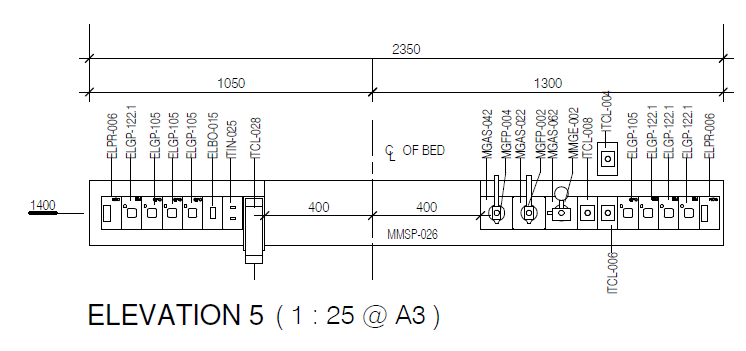 2350
1050
1300
ELPR-006
ELGP-122.1
ELGP-105
ELGP-105
ELGP-105
ELBO-015
ITIN-025
ITCL-028
CL OF BED
MGAS-042
MGFP-004
MGAS-022
MGFP-002
MGAS-062
MMGE-002
ITCL-008
ITCL-004
ELGP-105
ELGP-122.1
ELGP-122.1
ELGP-122.1
ELPR-006
1400
400
400
MMSP-026
ITCL-006
ELEVATION 5 ( 1 : 25 @ A3 )